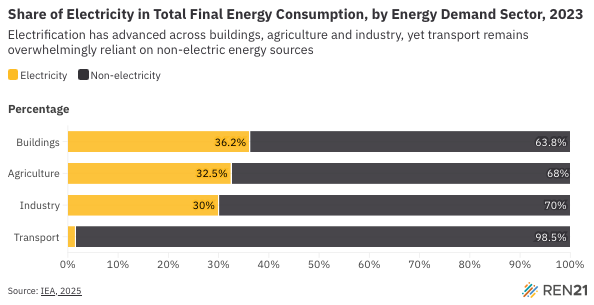 Share of Electricity in Total Final Energy Consumption, by Energy Demand Sector, 2023
Electrification has advanced across buildings, agriculture and industry, yet transport remains
overwhelmingly reliant on non-electric energy sources
Electricity Non-electricity
Percentage
Buildings 36.2% 63.8%
Agriculture 32.5% 68%
Industry 30% 70%
Transport 98.5%
0% 10% 20% 30% 40% 50% 60% 70% 80% 90% 100%
Source: IEA, 2025
REN21